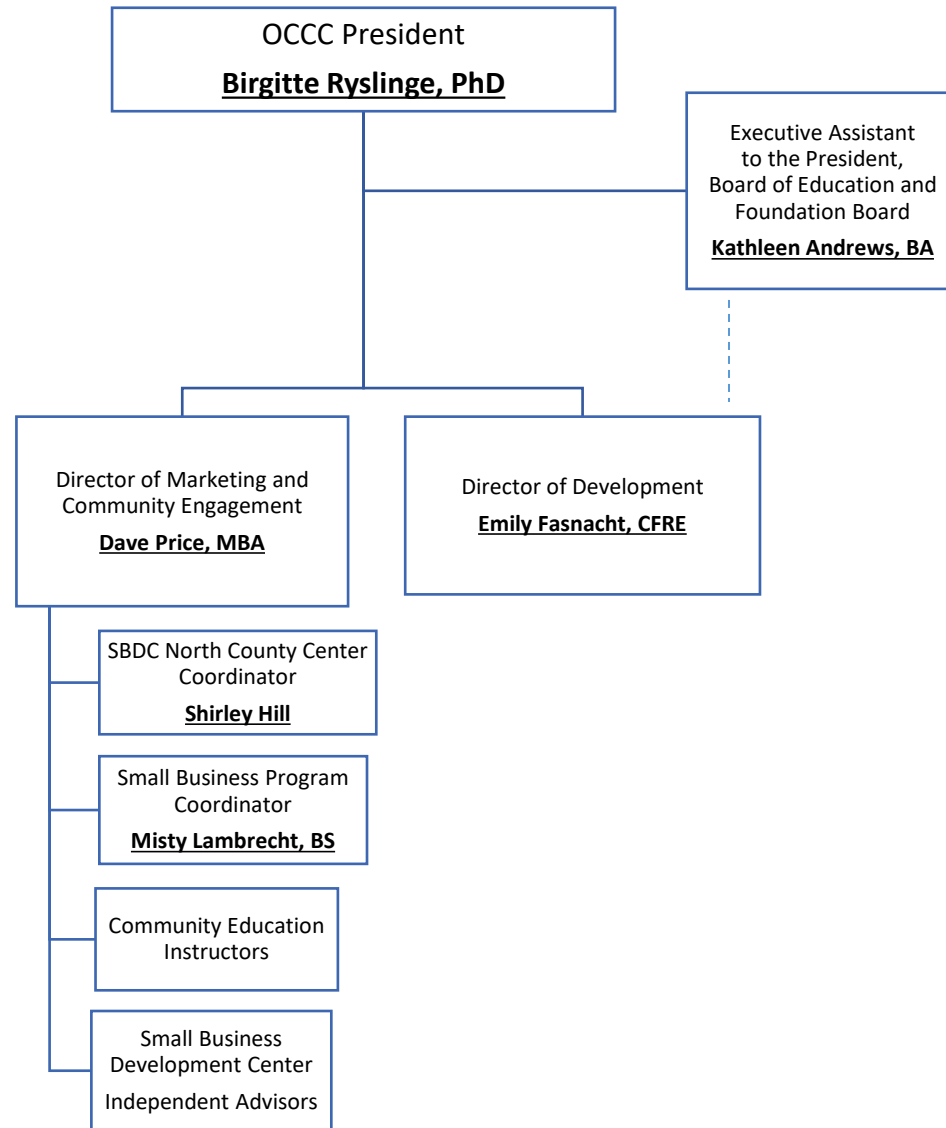 OCCC President
Birgitte Ryslinge, PhD
Executive Assistant
to the President,
Board of Education and
Foundation Board
Kathleen Andrews, BA
Director of Marketing and
Community Engagement
Dave Price, MBA
Director of Development
Emily Fasnacht, CFRE
SBDC North County Center
Coordinator
Shirley Hill
Small Business Program
Coordinator
Misty Lambrecht, BS
Community Education
Instructors
Small Business
Development Center
Independent Advisors